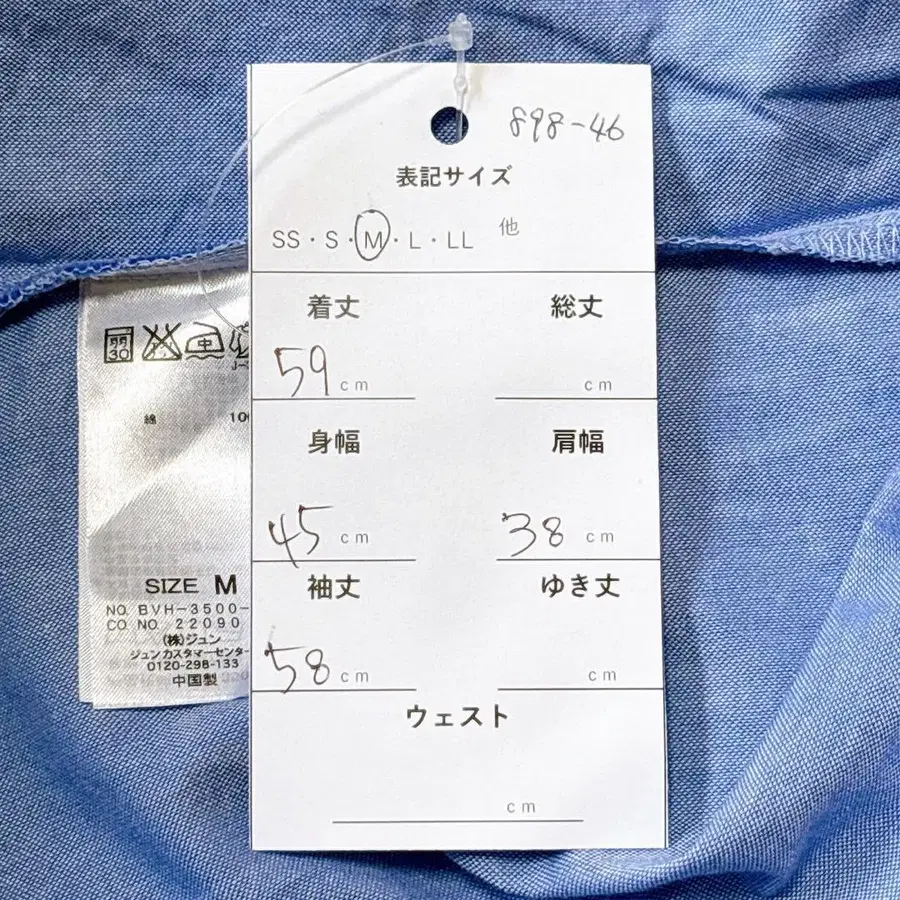 898-46
表記サイズ
SS・S・M・L・LL 他
着丈 総丈
59 cm cm
身幅 肩幅
45 cm 38 cm
袖丈 ゆき丈
58 cm cm
ウェスト
cm
弱
30
中
綿
SIZE M
NO. BVH-3500-
CO. NO. 22090
(株)ジュン
ジュンカスタマーセンター
0120-298-133
中国製